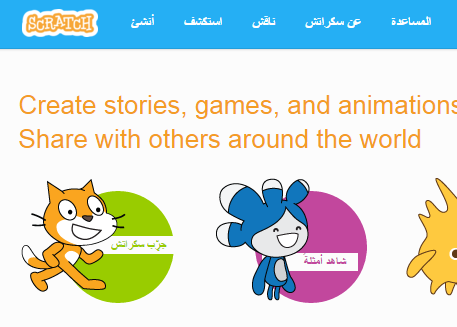 SCRATCH
أنشئ استكشف ناقش عن سكراتش المساعدة
Create stories, games, and animations
Share with others around the world
جرّب سكراتش
شاهد أمثلة